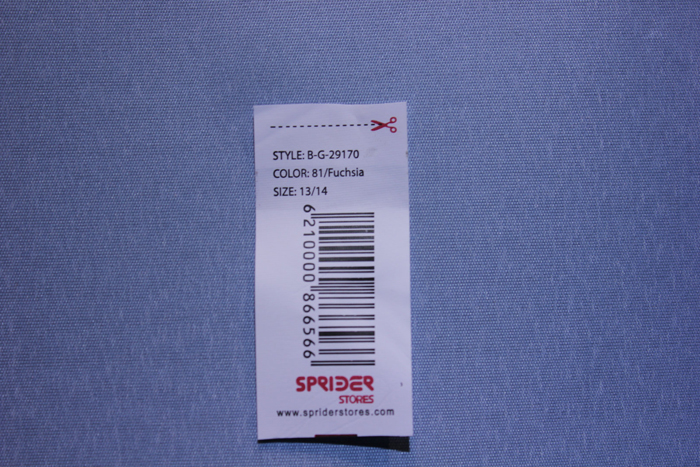 STYLE: B-G-29170
COLOR: 81/Fuchsia
SIZE: 13/14
6210000866566
SPRIDER
STORES
www.spriderstores.com